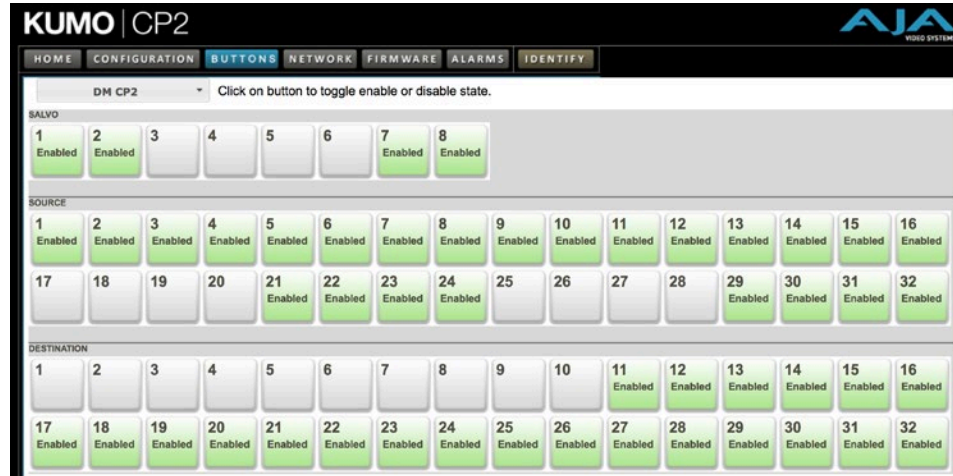 KUMO | CP2
AJA
VIDEO SYSTEM
HOME CONFIGURATION BUTTONS NETWORK FIRMWARE ALARMS IDENTIFY
DM CP2 Click on button to toggle enable or disable state.
SALVO
1 2 3 4 5 6 7 8
Enabled Enabled Enabled Enabled
SOURCE
1 2 3 4 5 6 7 8 9 10 11 12 13 14 15 16
Enabled Enabled Enabled Enabled Enabled Enabled Enabled Enabled Enabled Enabled Enabled Enabled Enabled Enabled Enabled Enabled
17 18 19 20 21 22 23 24 25 26 27 28 29 30 31 32
Enabled Enabled Enabled Enabled Enabled Enabled Enabled Enabled
DESTINATION
1 2 3 4 5 6 7 8 9 10 11 12 13 14 15 16
Enabled Enabled Enabled Enabled Enabled Enabled
17 18 19 20 21 22 23 24 25 26 27 28 29 30 31 32
Enabled Enabled Enabled Enabled Enabled Enabled Enabled Enabled Enabled Enabled Enabled Enabled Enabled Enabled Enabled Enabled